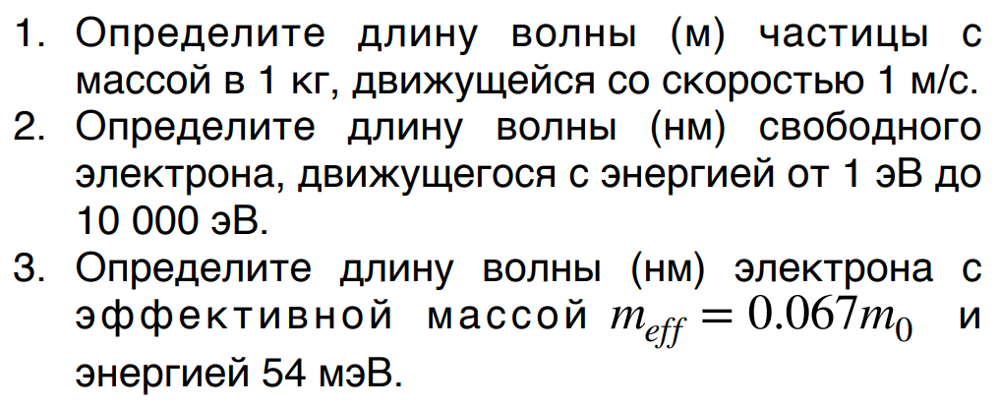 1. Определите длину волны (м) частицы с
массой в 1 кг, движущейся со скоростью 1 м/с.
2. Определите длину волны (нм) свободного
электрона, движущегося с энергией от 1 эВ до
10 000 эВ.
3. Определите длину волны (нм) электрона с
эффективной массой m_eff = 0.067m_0 и
энергией 54 мэВ.